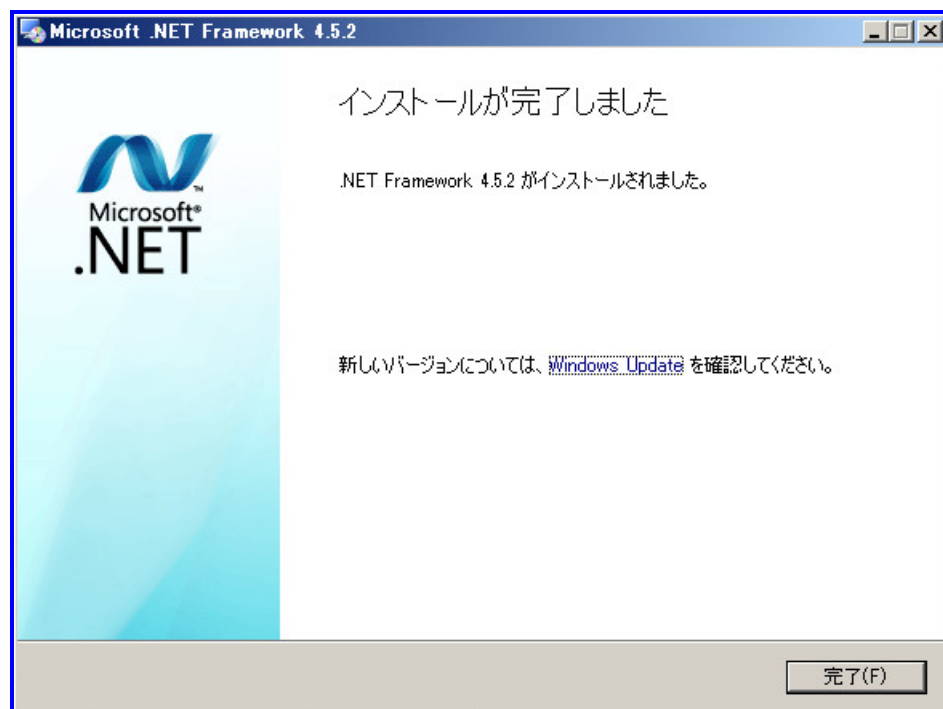 Microsoft .NET Framework 4.5.2
インストールが完了しました
.NET Framework 4.5.2 がインストールされました。
Microsoft®
.NET™
新しいバージョンについては、Windows Update を確認してください。
完了(F)